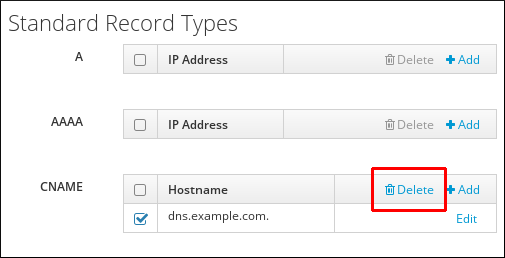 Standard Record Types
A
IP Address Delete Add
AAAA
IP Address Delete Add
CNAME
Hostname Delete Add
dns.example.com. Edit